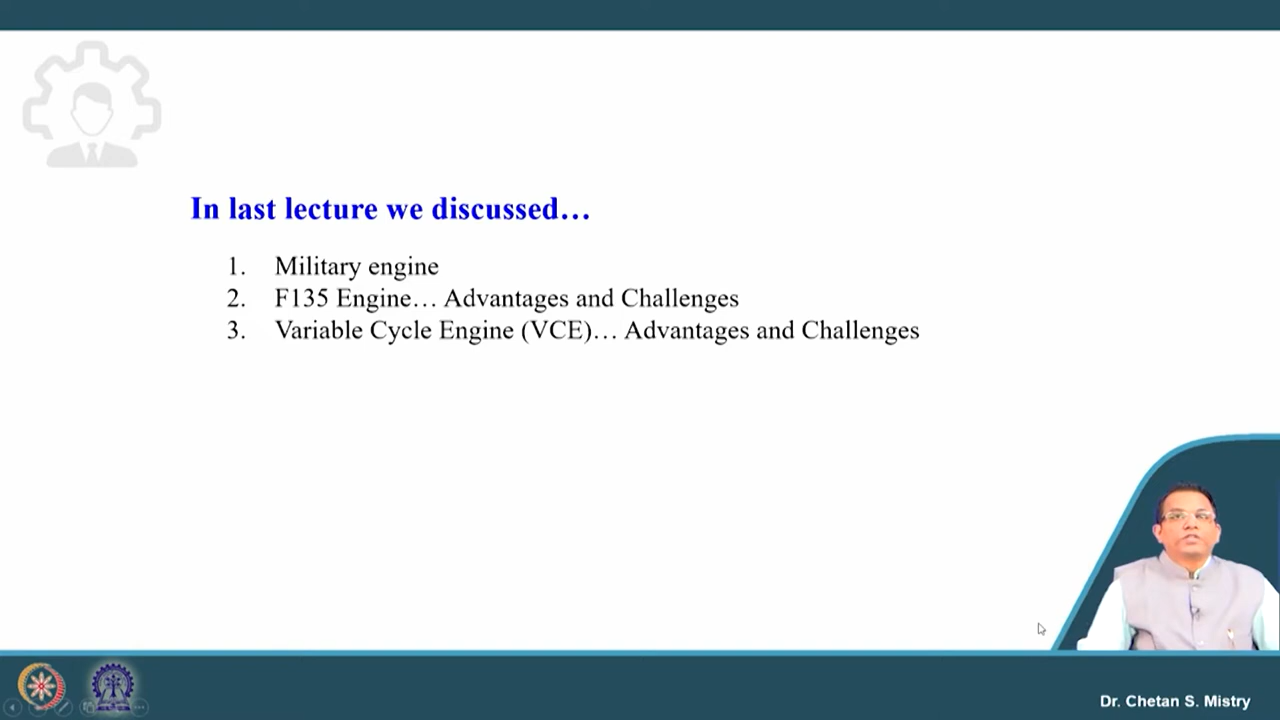 In last lecture we discussed…
1. Military engine
2. F135 Engine… Advantages and Challenges
3. Variable Cycle Engine (VCE)… Advantages and Challenges
Dr. Chetan S. Mistry